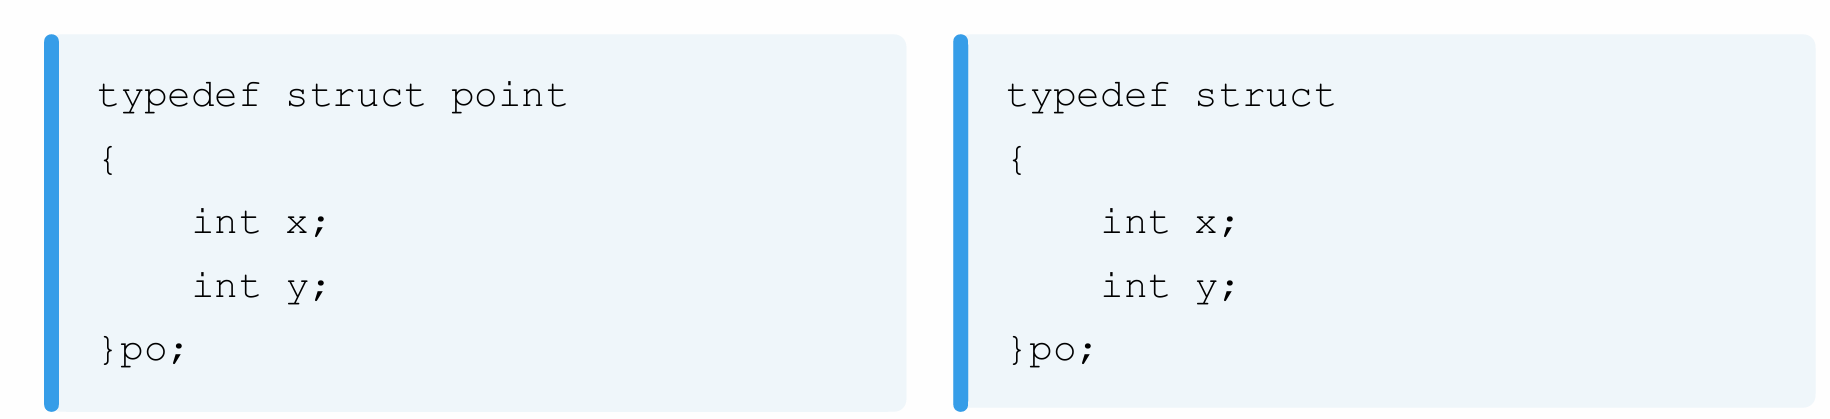 typedef struct point
{
    int x;
    int y;
}po;
typedef struct
{
    int x;
    int y;
}po;